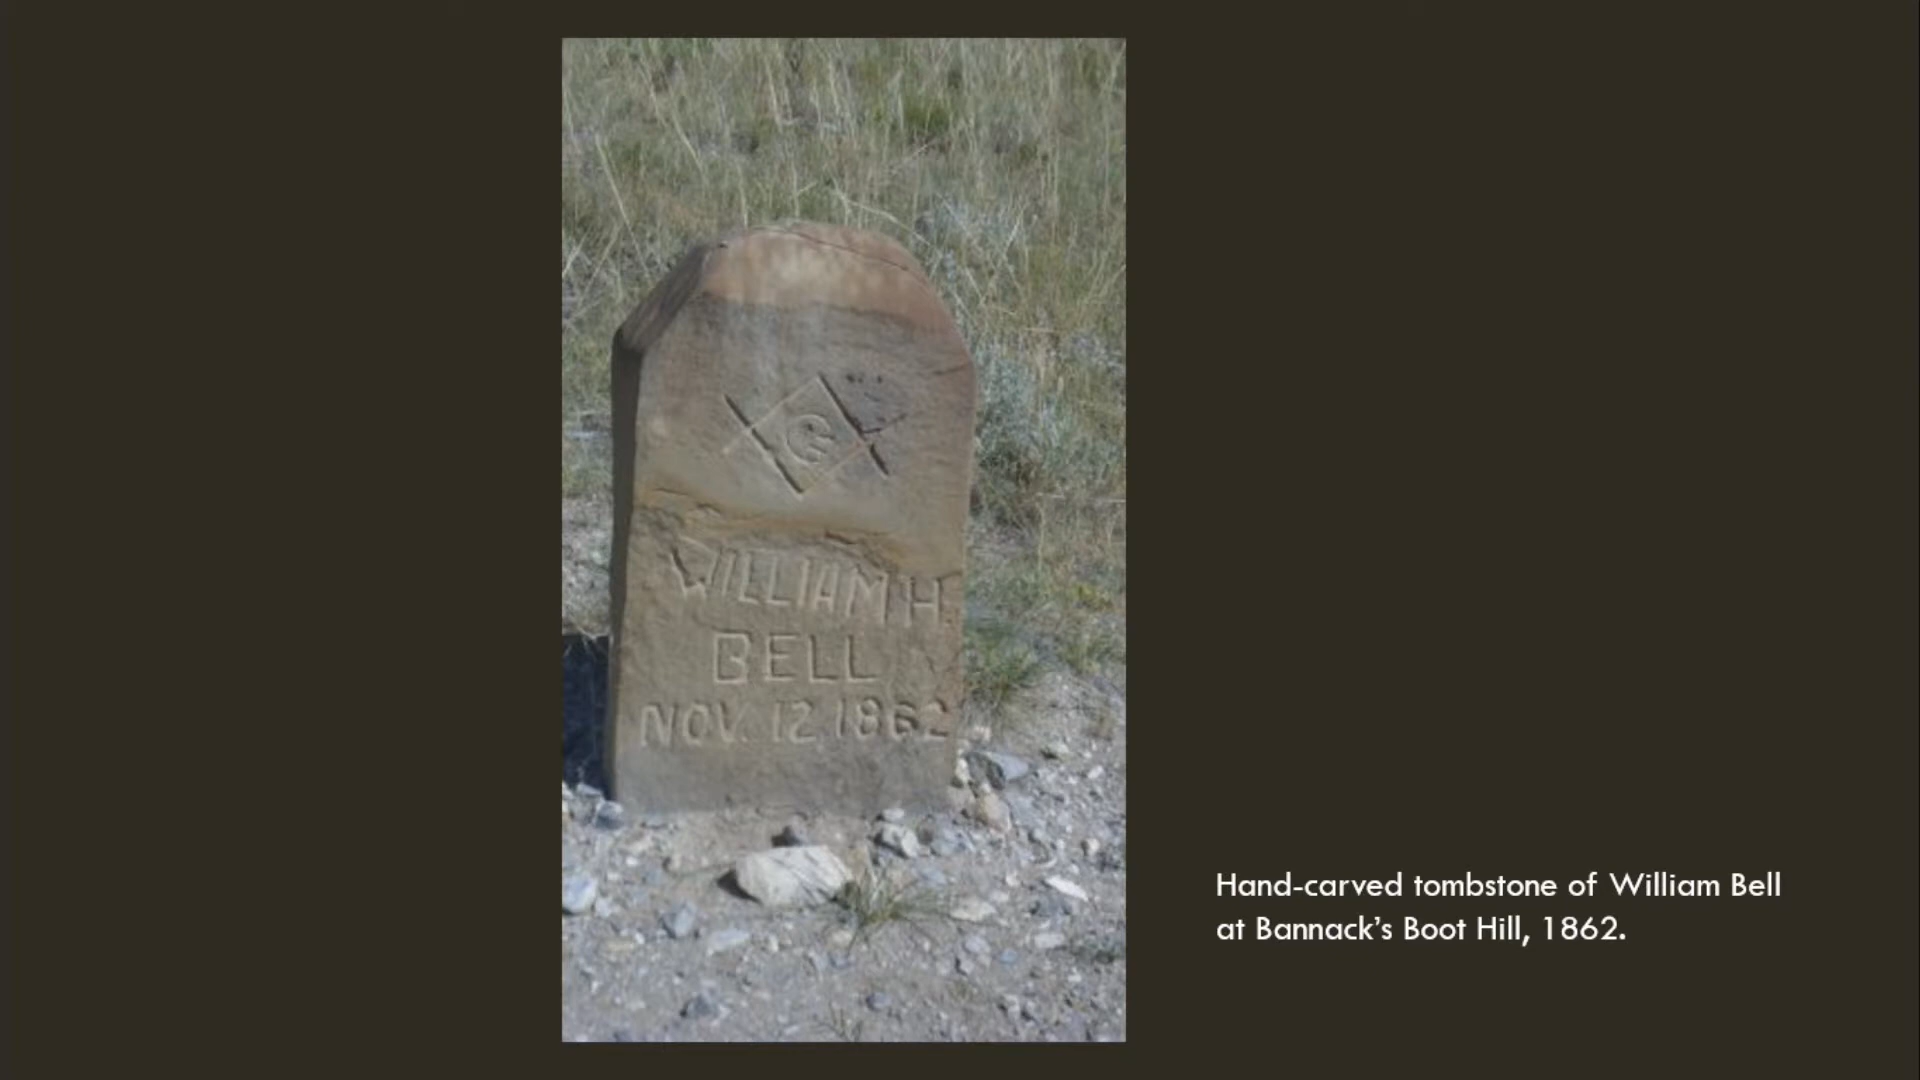 G
WILLIAM H
BELL
NOV. 12 1862
Hand-carved tombstone of William Bell
at Bannack's Boot Hill, 1862.